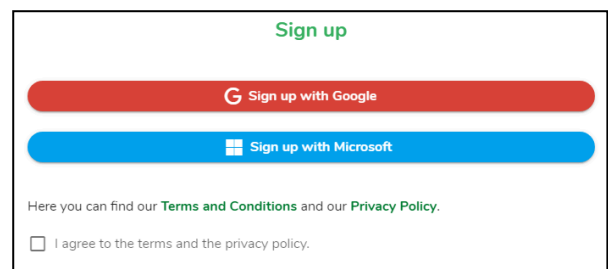 Sign up
Sign up with Google
Sign up with Microsoft
Here you can find our Terms and Conditions and our Privacy Policy.
I agree to the terms and the privacy policy.